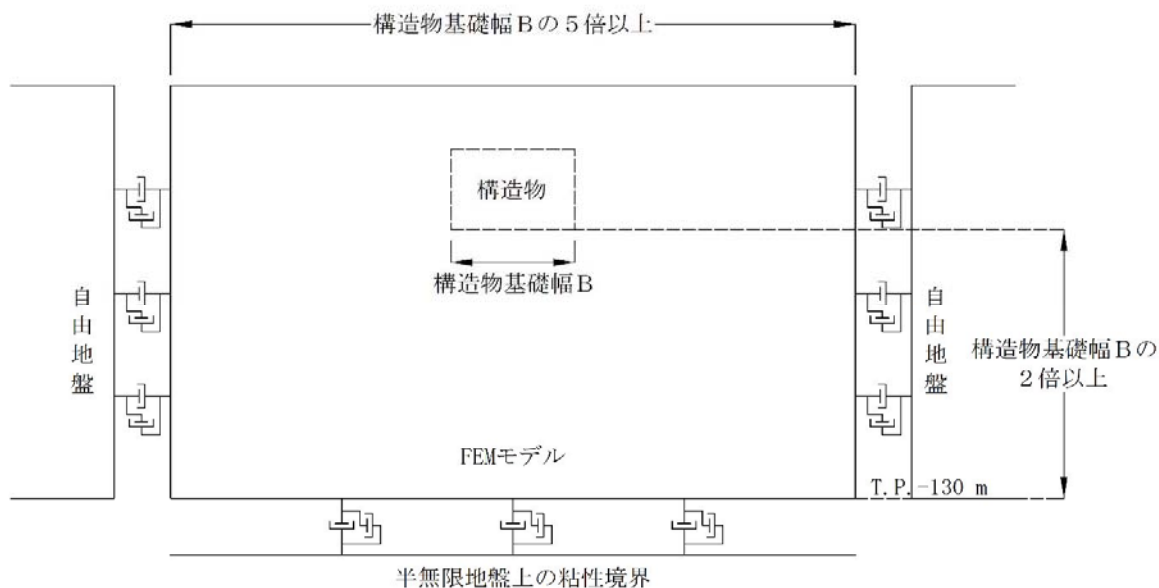 構造物基礎幅Bの5倍以上
構造物
構造物基礎幅B
自由地盤
自由地盤
構造物基礎幅Bの
2倍以上
FEMモデル
T.P.-130 m
半無限地盤上の粘性境界